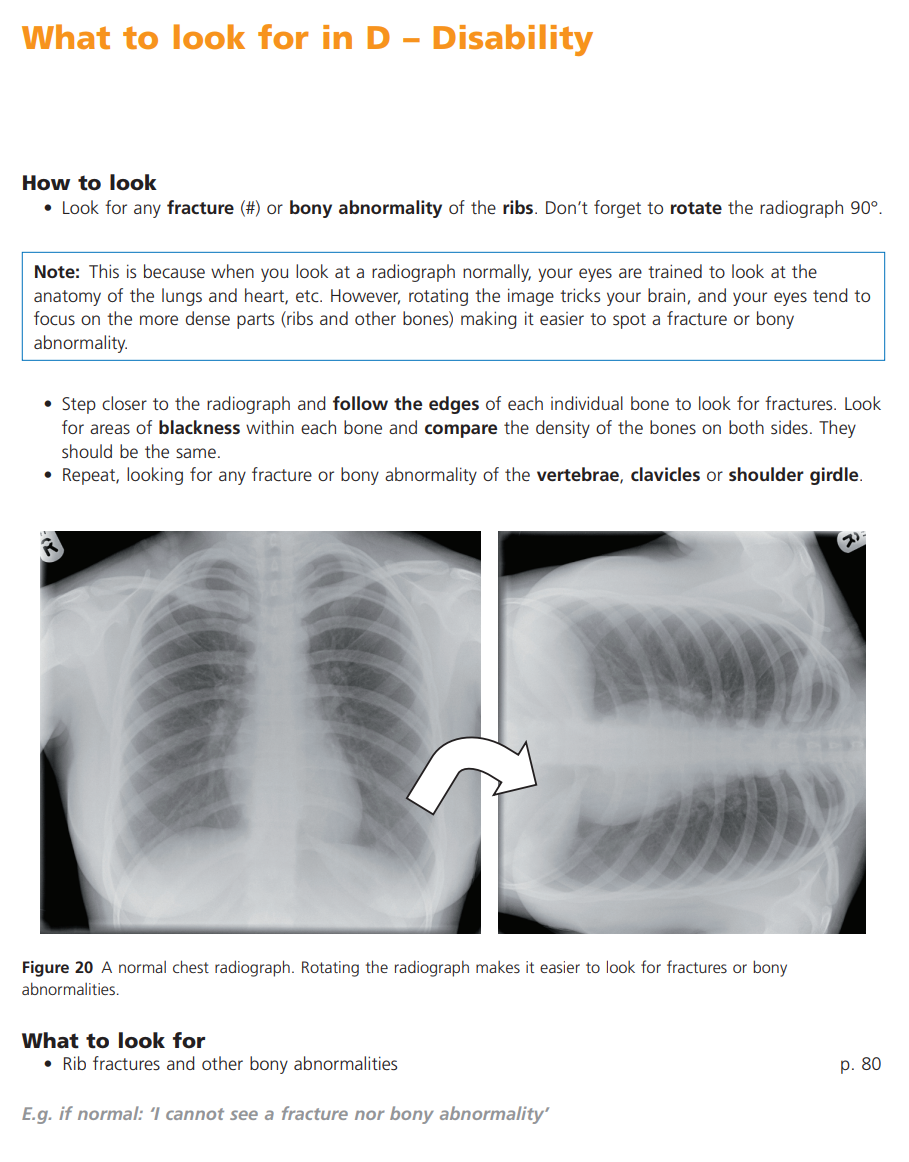 What to look for in D – Disability
How to look
• Look for any fracture (#) or bony abnormality of the ribs. Don’t forget to rotate the radiograph 90º.
Note: This is because when you look at a radiograph normally, your eyes are trained to look at the
anatomy of the lungs and heart, etc. However, rotating the image tricks your brain, and your eyes tend to
focus on the more dense parts (ribs and other bones) making it easier to spot a fracture or bony
abnormality.
• Step closer to the radiograph and follow the edges of each individual bone to look for fractures. Look
for areas of blackness within each bone and compare the density of the bones on both sides. They
should be the same.
• Repeat, looking for any fracture or bony abnormality of the vertebrae, clavicles or shoulder girdle.
R
R
Figure 20 A normal chest radiograph. Rotating the radiograph makes it easier to look for fractures or bony
abnormalities.
What to look for
• Rib fractures and other bony abnormalities p. 80
E.g. if normal: ‘I cannot see a fracture nor bony abnormality’